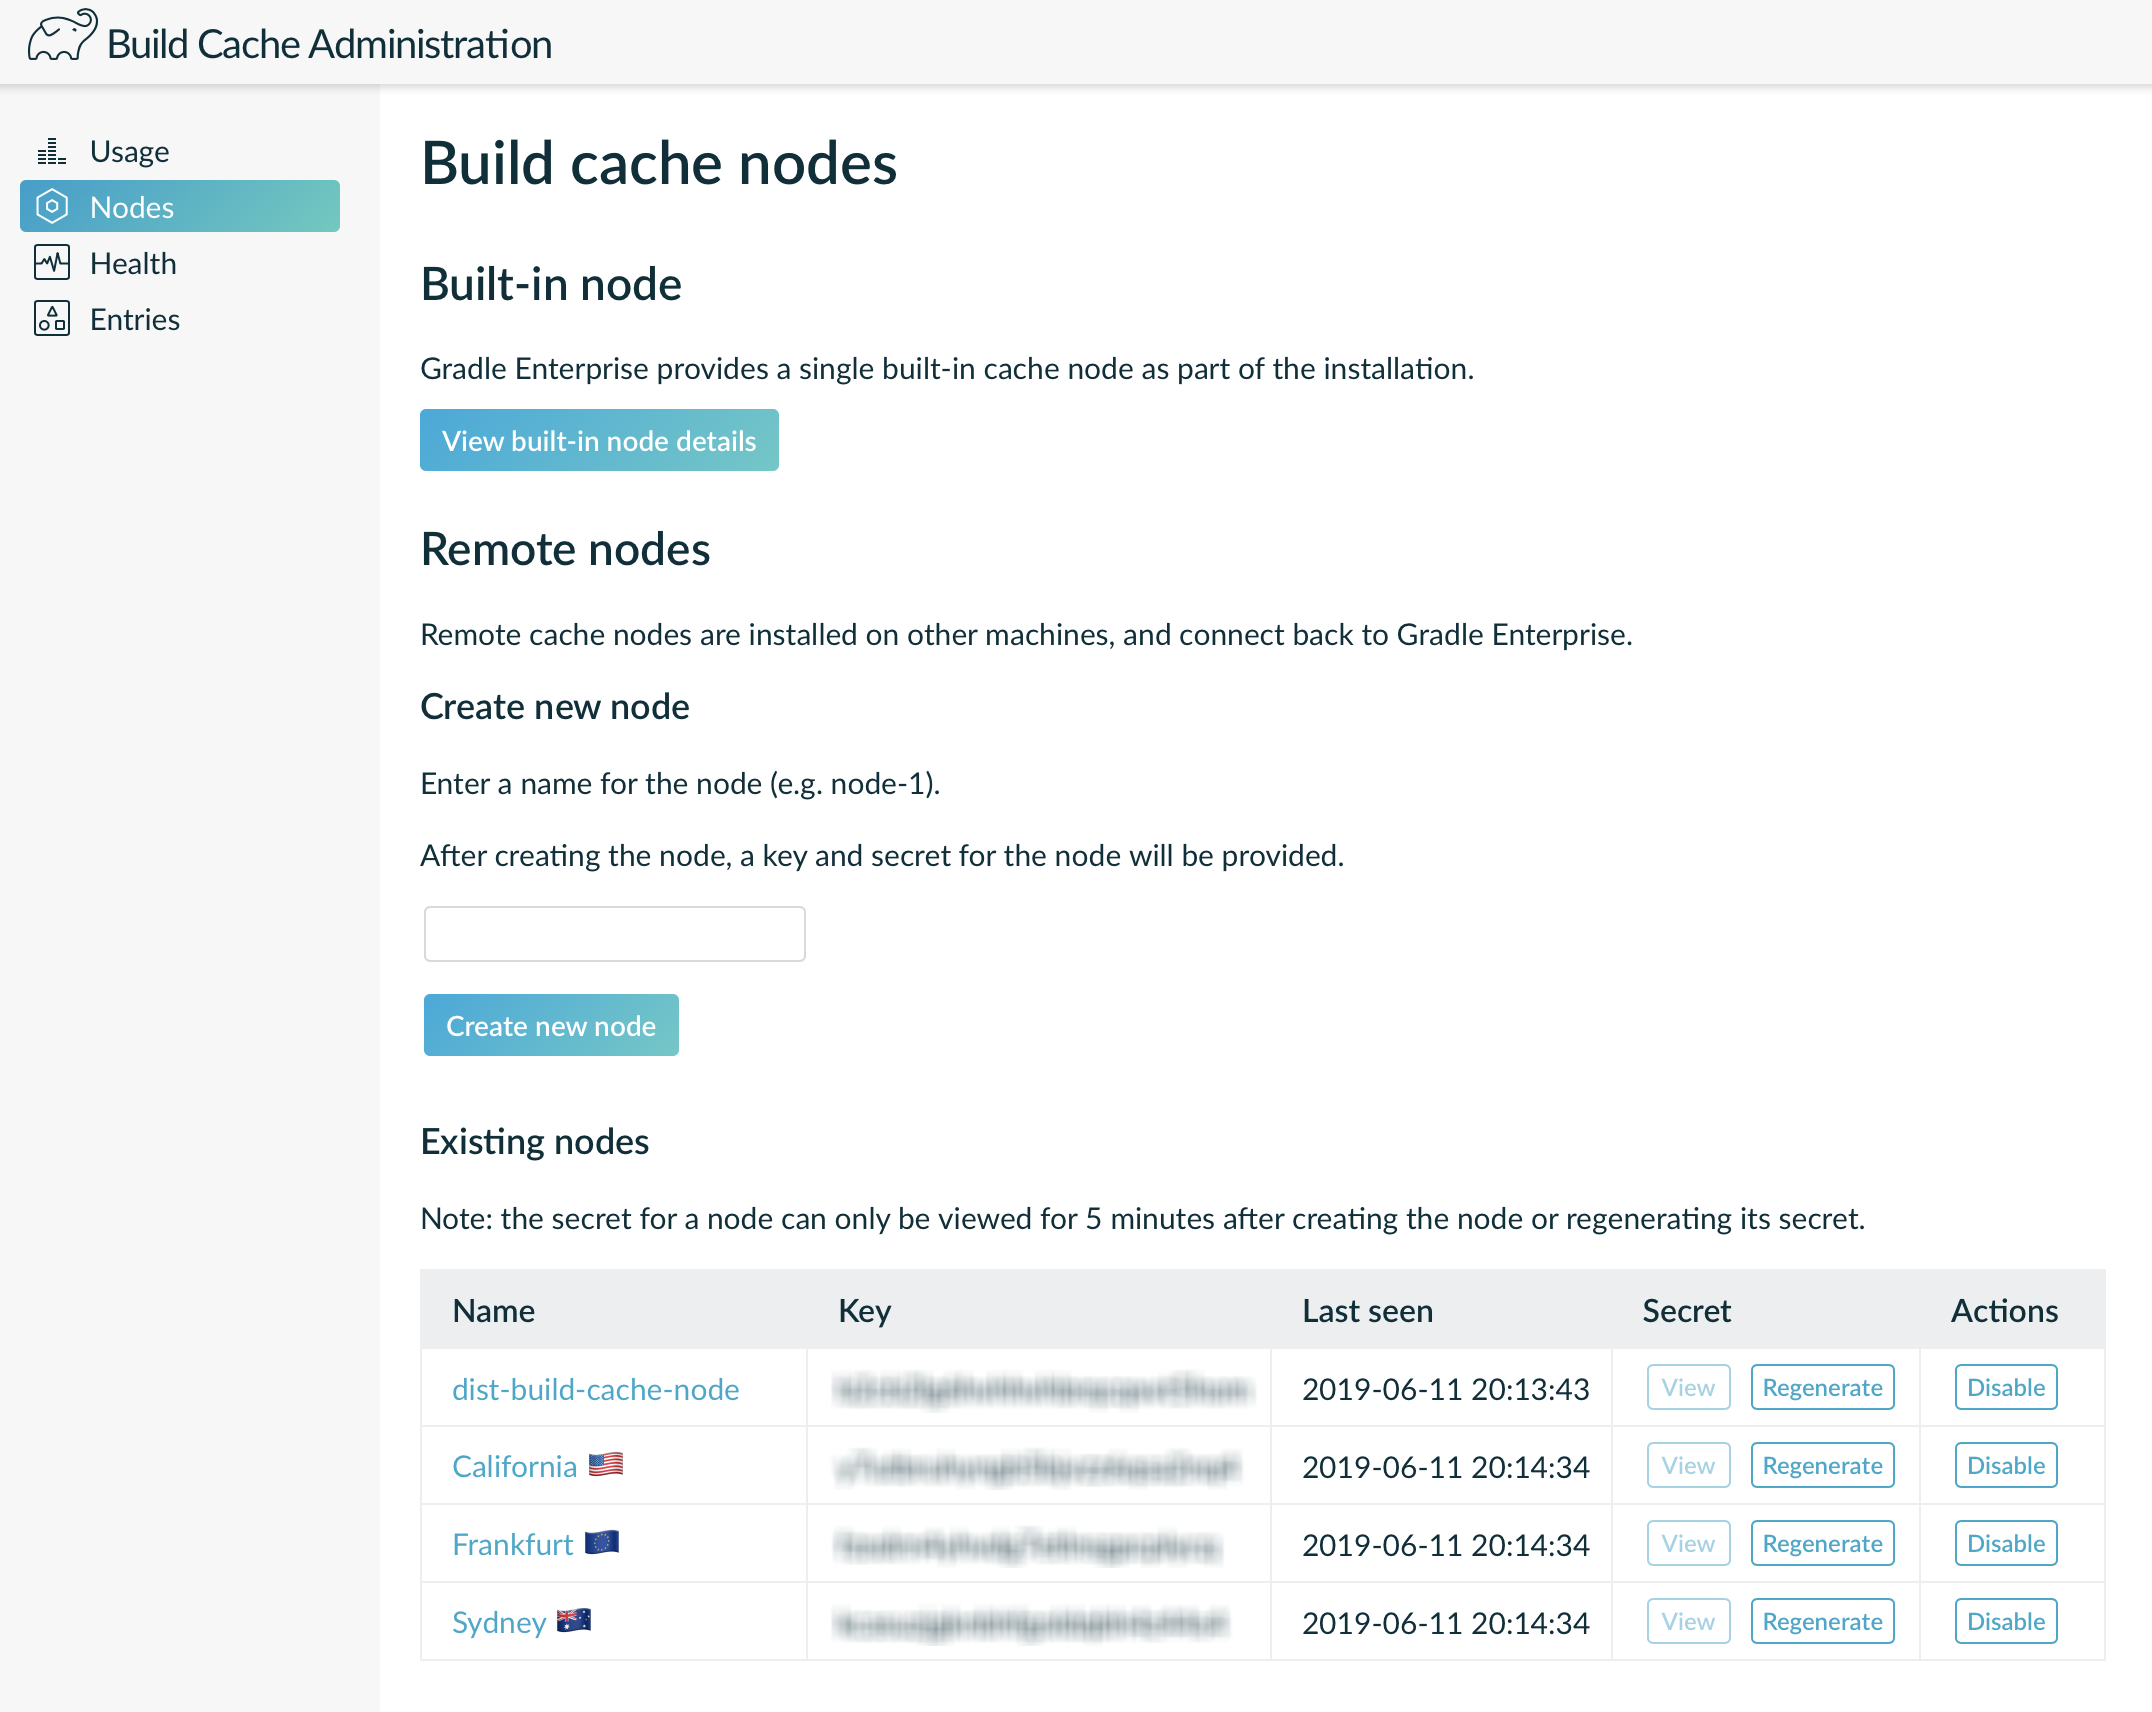 Build Cache Administration
Usage
Nodes
Health
Entries
Build cache nodes
Built-in node
Gradle Enterprise provides a single built-in cache node as part of the installation.
View built-in node details
Remote nodes
Remote cache nodes are installed on other machines, and connect back to Gradle Enterprise.
Create new node
Enter a name for the node (e.g. node-1).
After creating the node, a key and secret for the node will be provided.
Create new node
Existing nodes
Note: the secret for a node can only be viewed for 5 minutes after creating the node or regenerating its secret.
Name Key Last seen Secret Actions
dist-build-cache-node 2019-06-11 20:13:43 View Regenerate Disable
California 2019-06-11 20:14:34 View Regenerate Disable
Frankfurt 2019-06-11 20:14:34 View Regenerate Disable
Sydney 2019-06-11 20:14:34 View Regenerate Disable